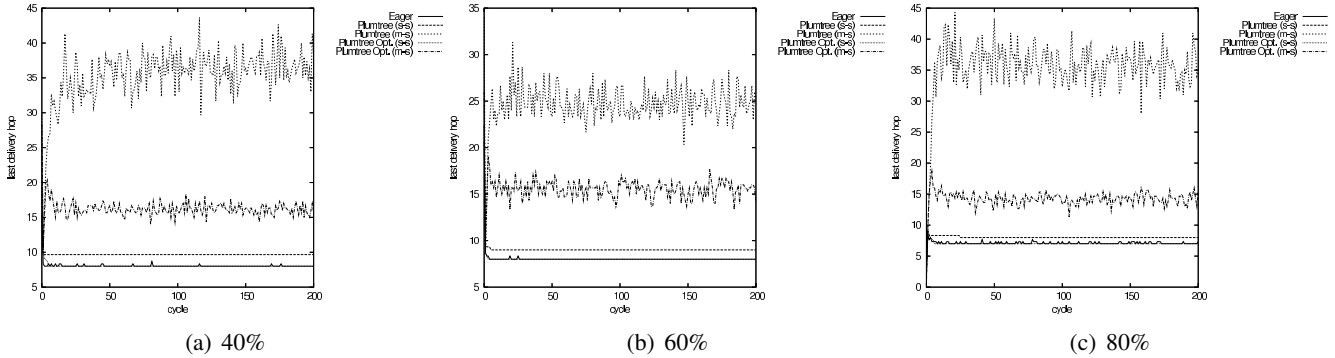 45
40
35
30
25
20
15
10
5
0
50
100
150
200
last delivery hop
cycle
Eager
Plumtree (s-s)
Plumtree (m-s)
Plumtree Opt. (s-s)
Plumtree Opt. (m-s)
(a) 40%
35
30
25
20
15
10
5
0
50
100
150
200
last delivery hop
cycle
Eager
Plumtree (s-s)
Plumtree (m-s)
Plumtree Opt. (s-s)
Plumtree Opt. (m-s)
(b) 60%
45
40
35
30
25
20
15
10
5
0
0
50
100
150
200
last delivery hop
cycle
Eager
Plumtree (s-s)
Plumtree (m-s)
Plumtree Opt. (s-s)
Plumtree Opt. (m-s)
(c) 80%